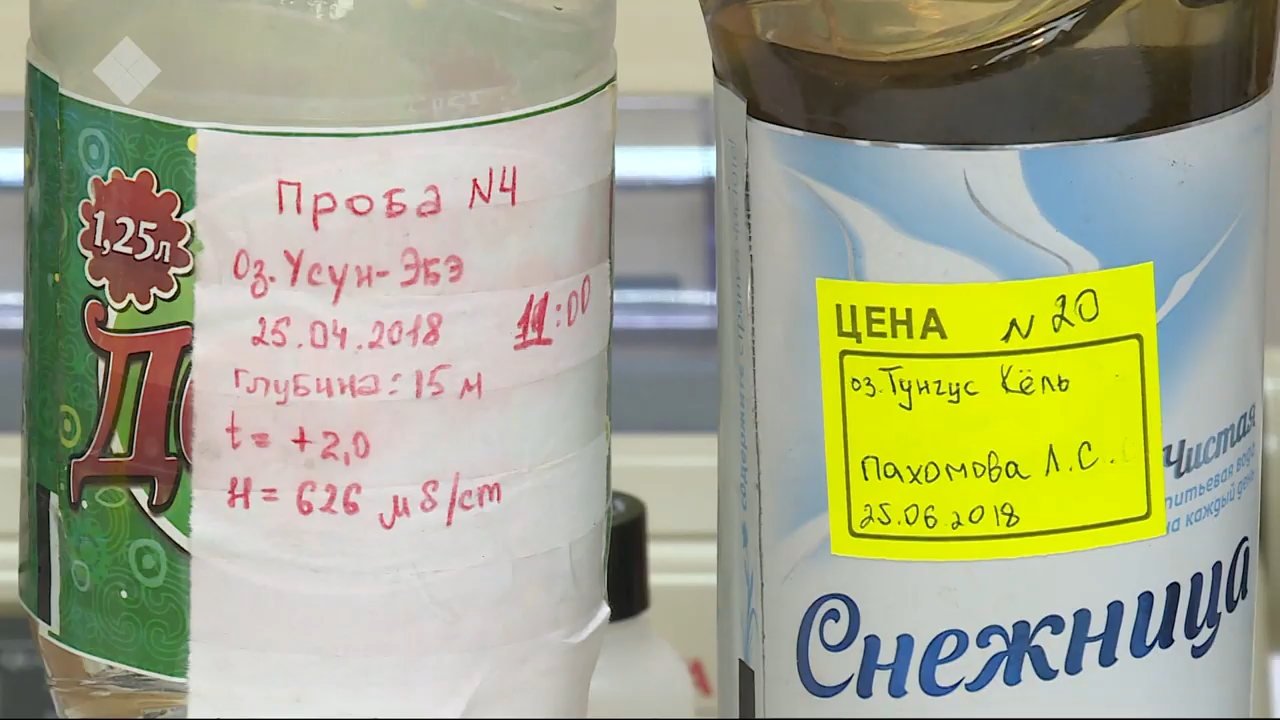 1,25л
До
Проба N4
Оз. Усун-Эбэ
11:00
25.04.2018
глубина: 15 м
t = +2,0
H = 626 мS/cm
ЦЕНА N 20
оз. Тунгус Кёль
Пахомова Л.С.
25.06.2018
Чистая
питьевая вода
на каждый день
Снежница